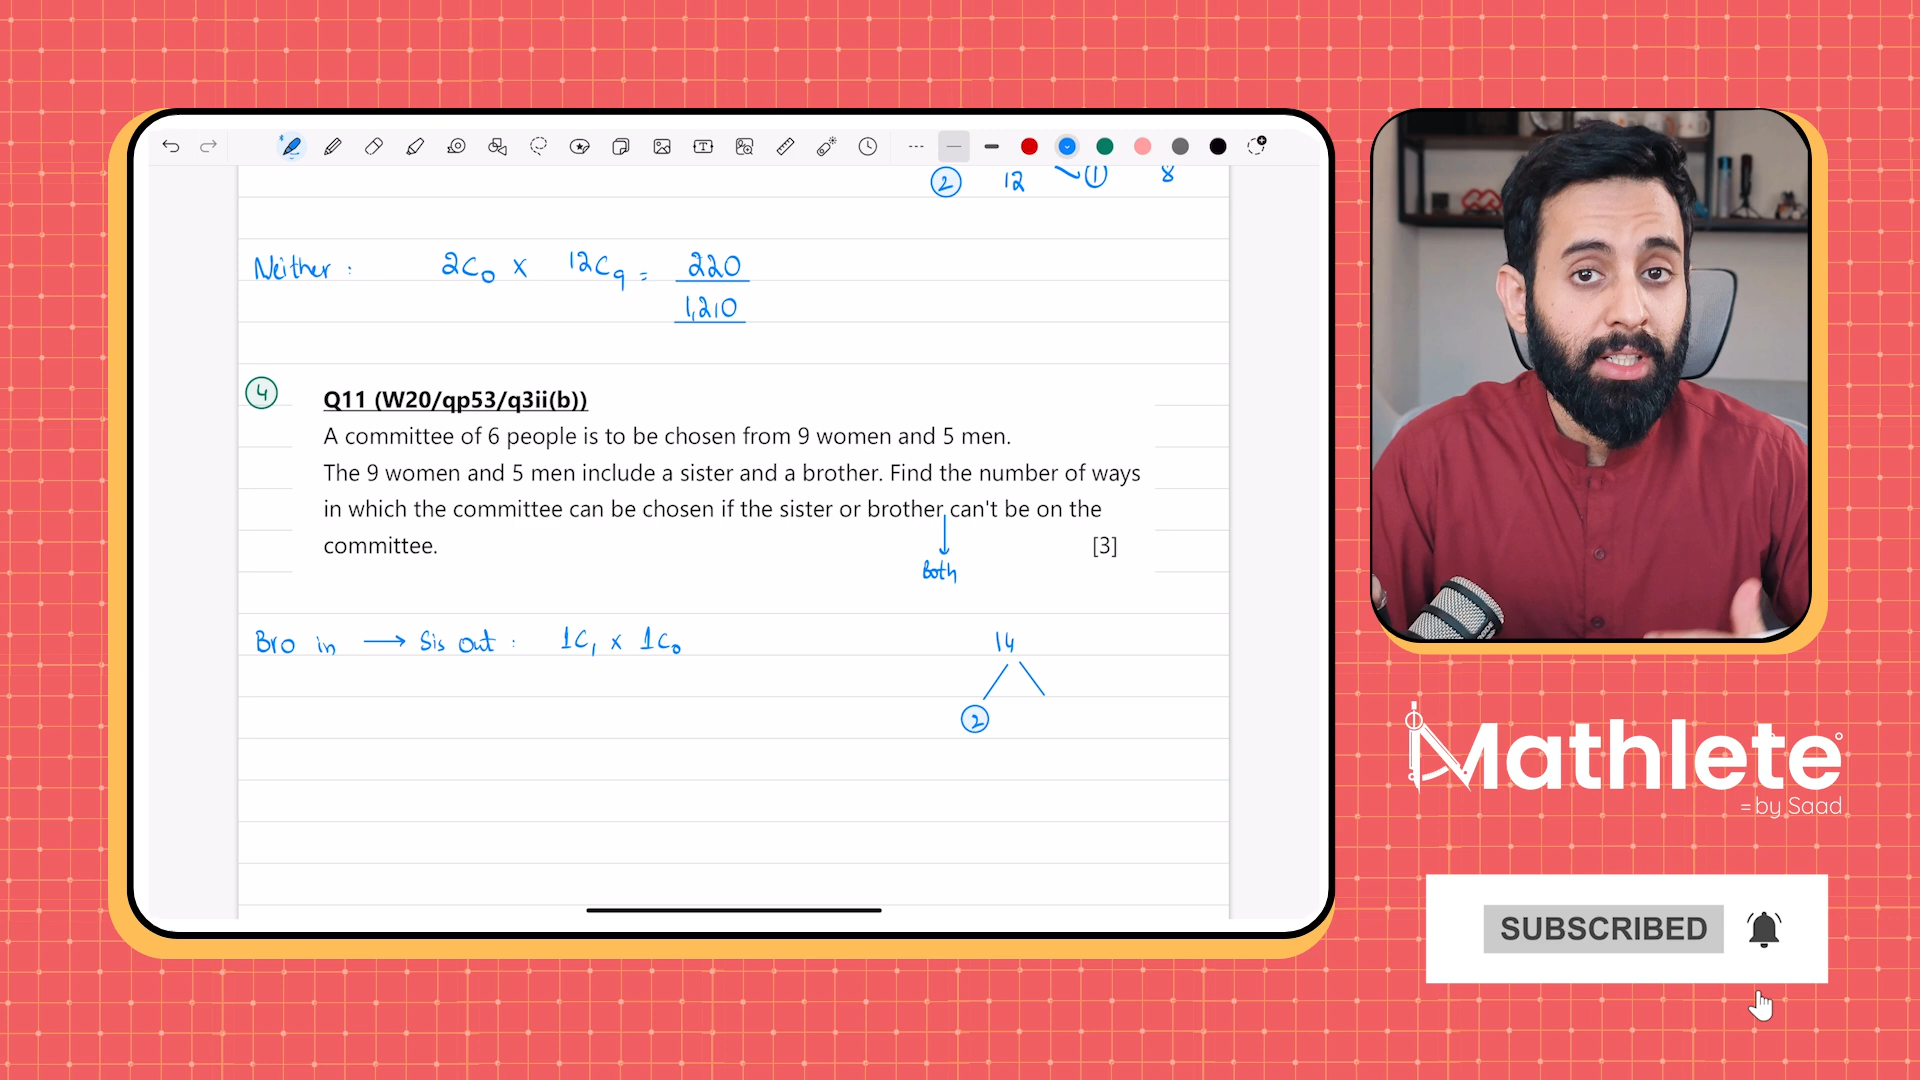 2 12 1 8
Neither : 2C0 x 12C9 = 220
1,210
4
Q11 (W20/qp53/q3ii(b))
A committee of 6 people is to be chosen from 9 women and 5 men.
The 9 women and 5 men include a sister and a brother. Find the number of ways
in which the committee can be chosen if the sister or brother can't be on the
committee. [3]
Both
Bro in → Sis Out : 1C1 x 1C0 14
2
Mathlete
= by Saad
SUBSCRIBED